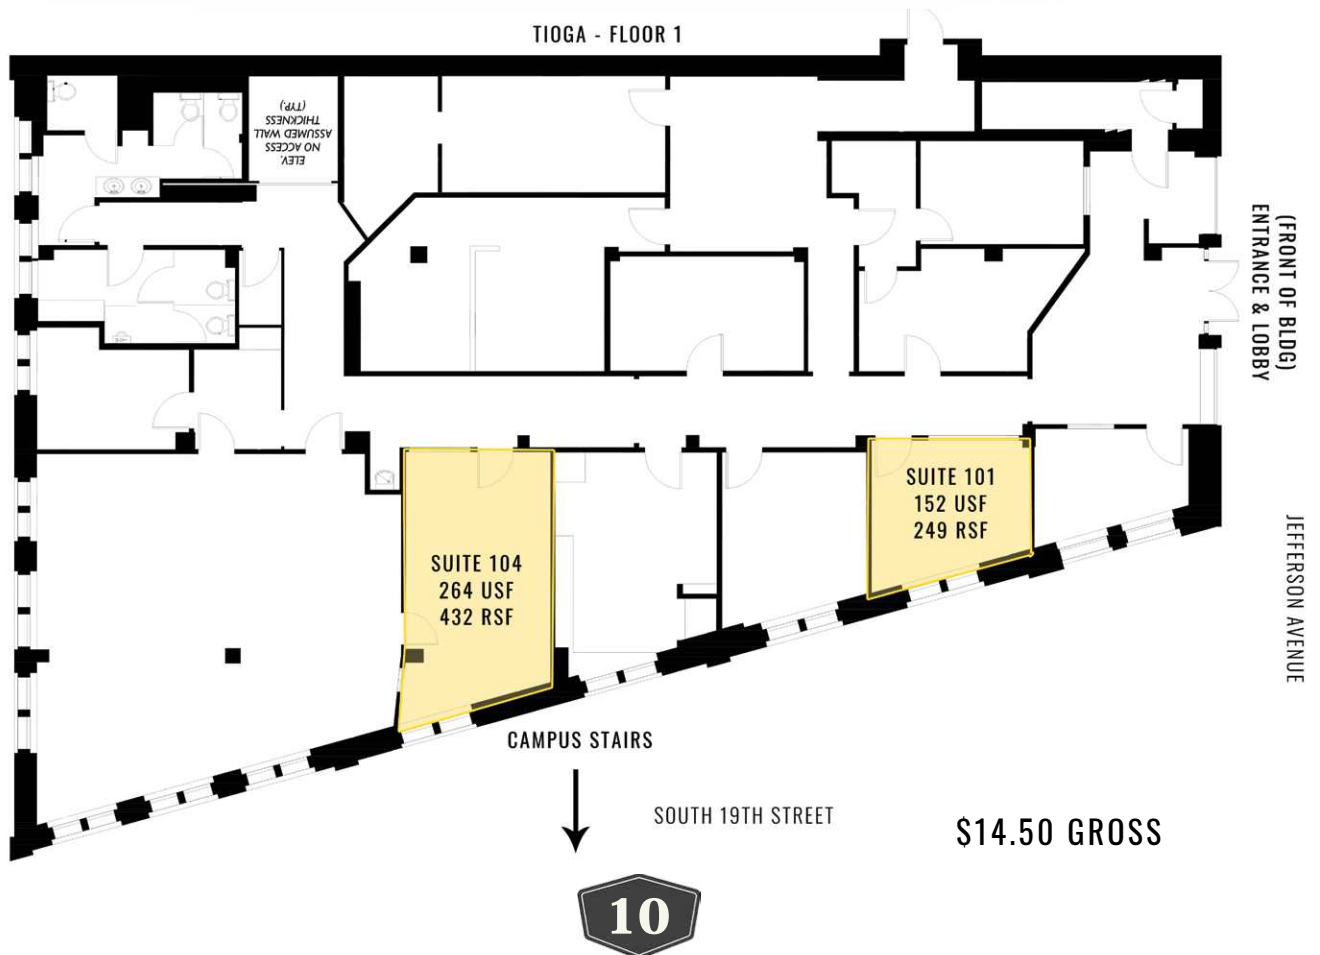 TIOGA - FLOOR 1
ELEV.
NO ACCESS
ASSUMED WALL
THICKNESS
(TYP.)
(FRONT OF BLDG)
ENTRANCE & LOBBY
SUITE 101
152 USF
249 RSF
SUITE 104
264 USF
432 RSF
JEFFERSON AVENUE
CAMPUS STAIRS
SOUTH 19TH STREET
$14.50 GROSS
10